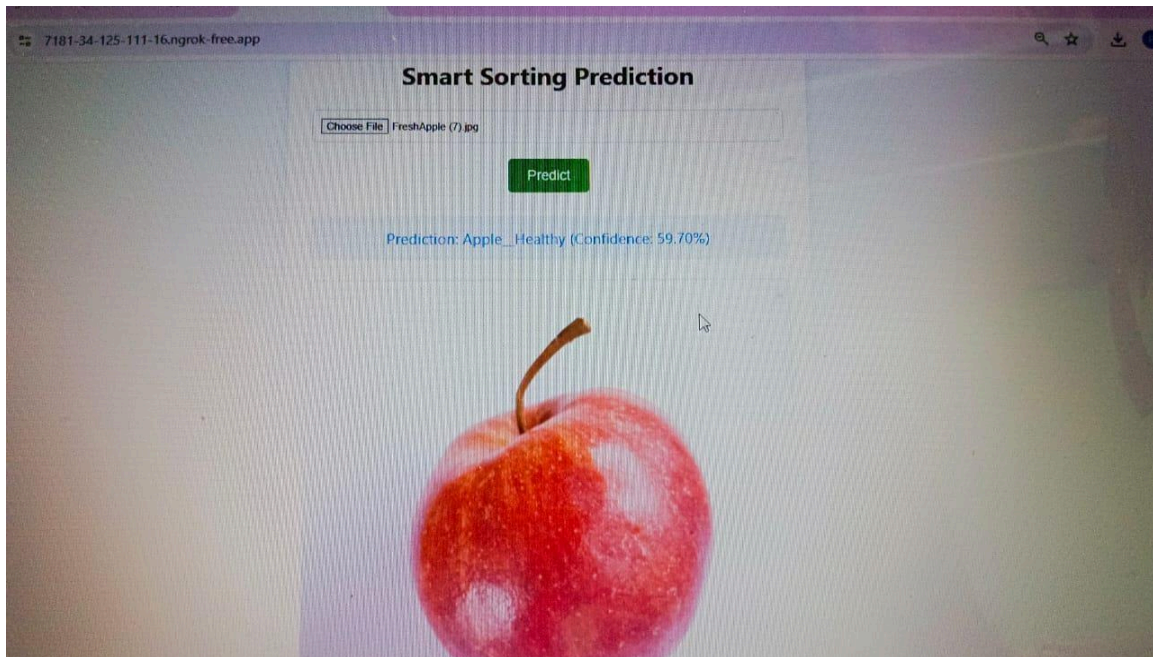 7181-34-125-111-16.ngrok-free.app
Smart Sorting Prediction
Choose File FreshApple (7).jpg
Predict
Prediction: Apple__Healthy (Confidence: 59.70%)